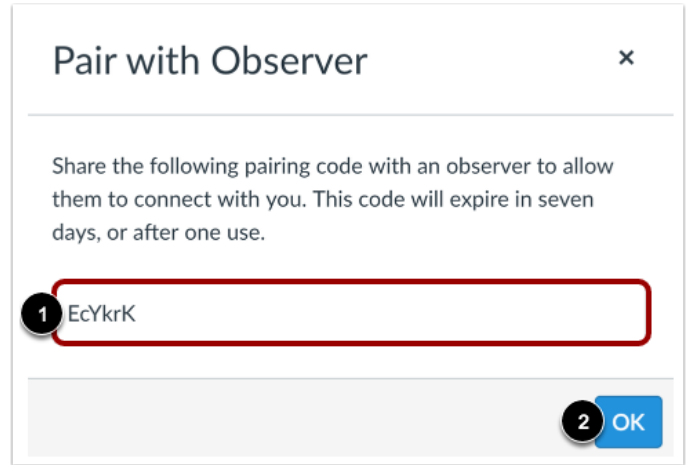 Pair with Observer ×
Share the following pairing code with an observer to allow
them to connect with you. This code will expire in seven
days, or after one use.
1 EcYkrK
2 OK